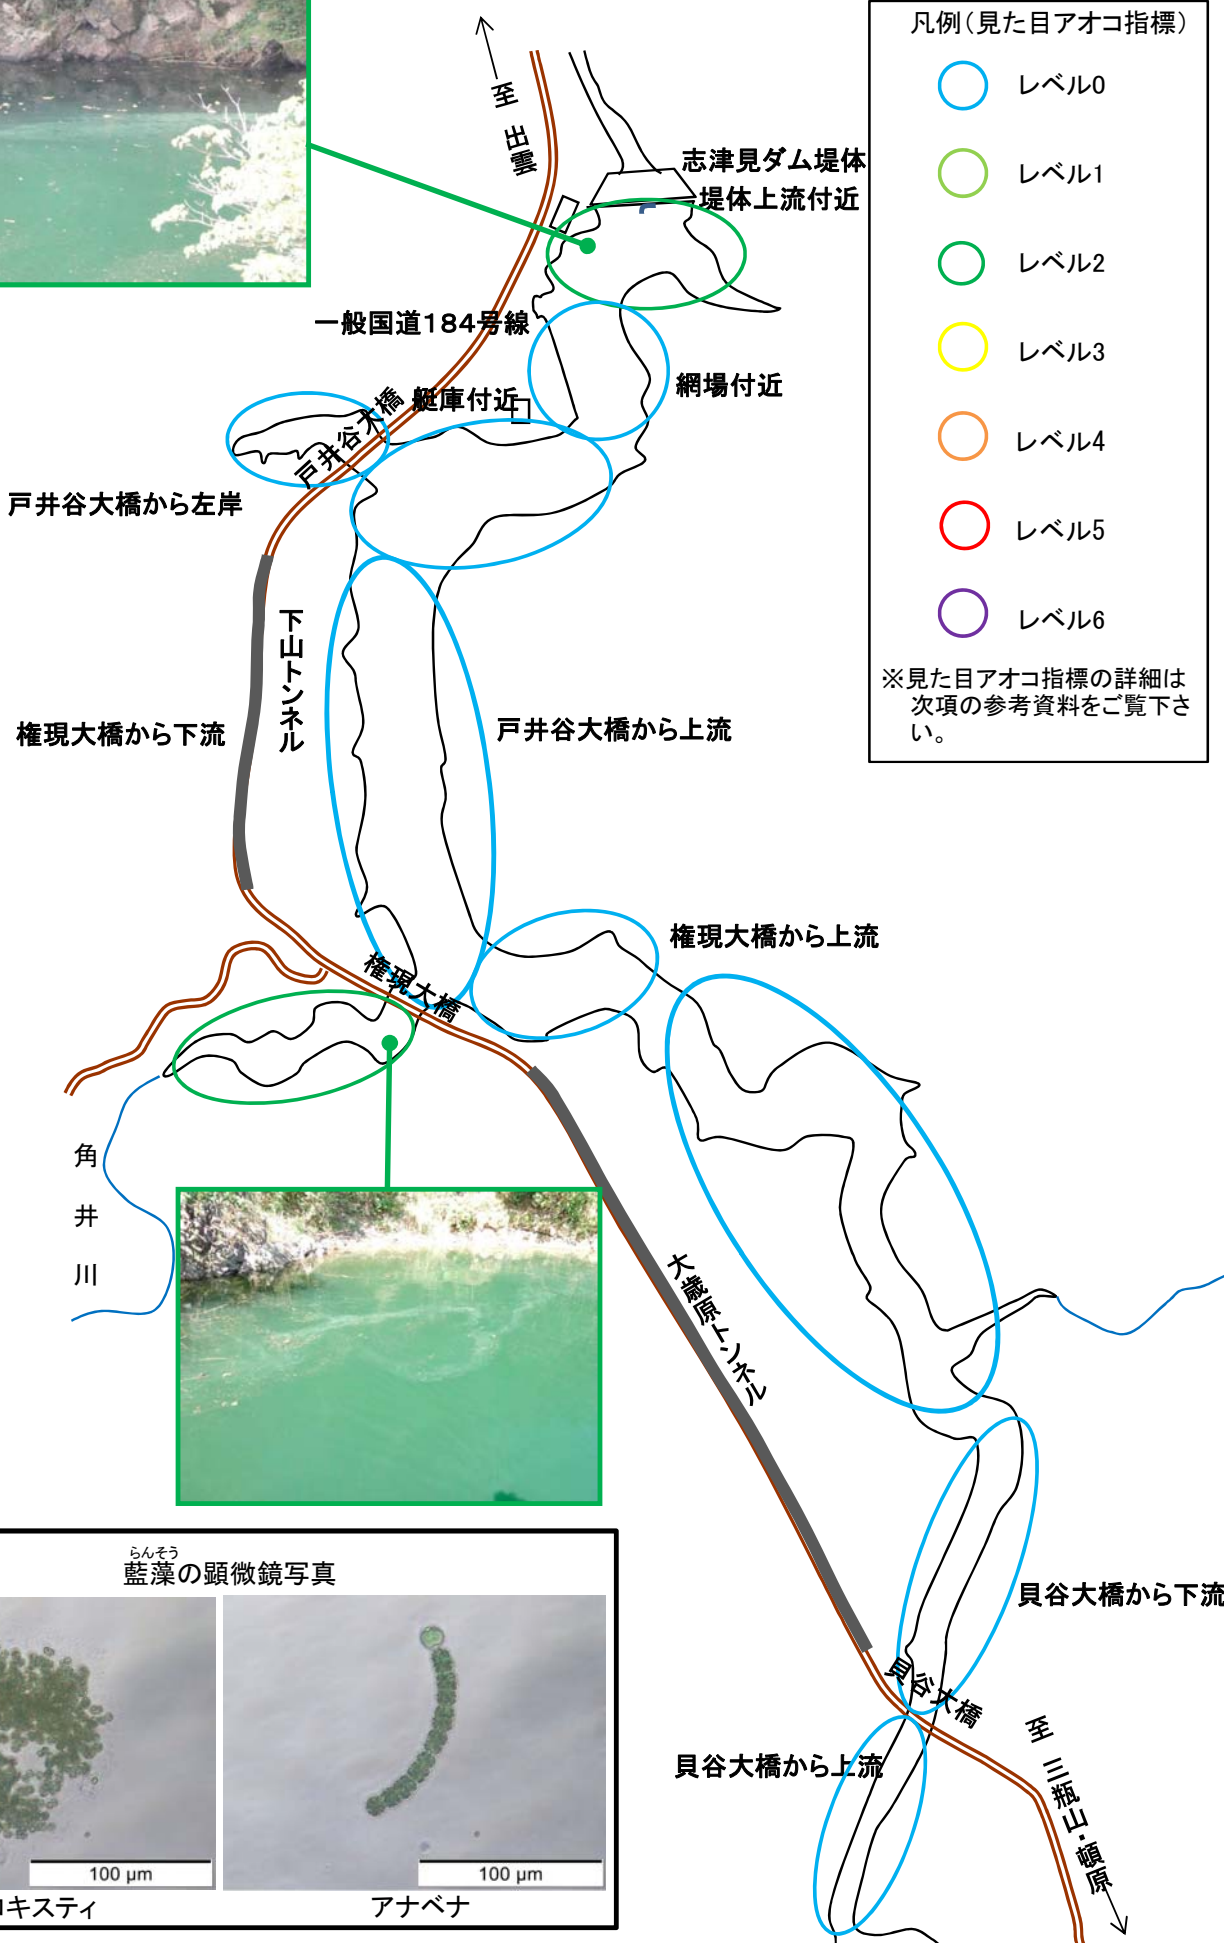 凡例(見た目アオコ指標)
レベル0
レベル1
レベル2
レベル3
レベル4
レベル5
レベル6
※見た目アオコ指標の詳細は
次項の参考資料をご覧下さ
い。
至 出雲
志津見ダム堤体
堤体上流付近
一般国道184号線
網場付近
艇庫付近
戸井谷大橋
戸井谷大橋から左岸
下山トンネル
権現大橋から下流
戸井谷大橋から上流
権現大橋から上流
権現大橋
角井川
大歳原トンネル
貝谷大橋から下流
貝谷大橋
貝谷大橋から上流
至 三瓶山・頓原
らんそう
藍藻の顕微鏡写真
100 μm
100 μm
キスティ
アナベナ